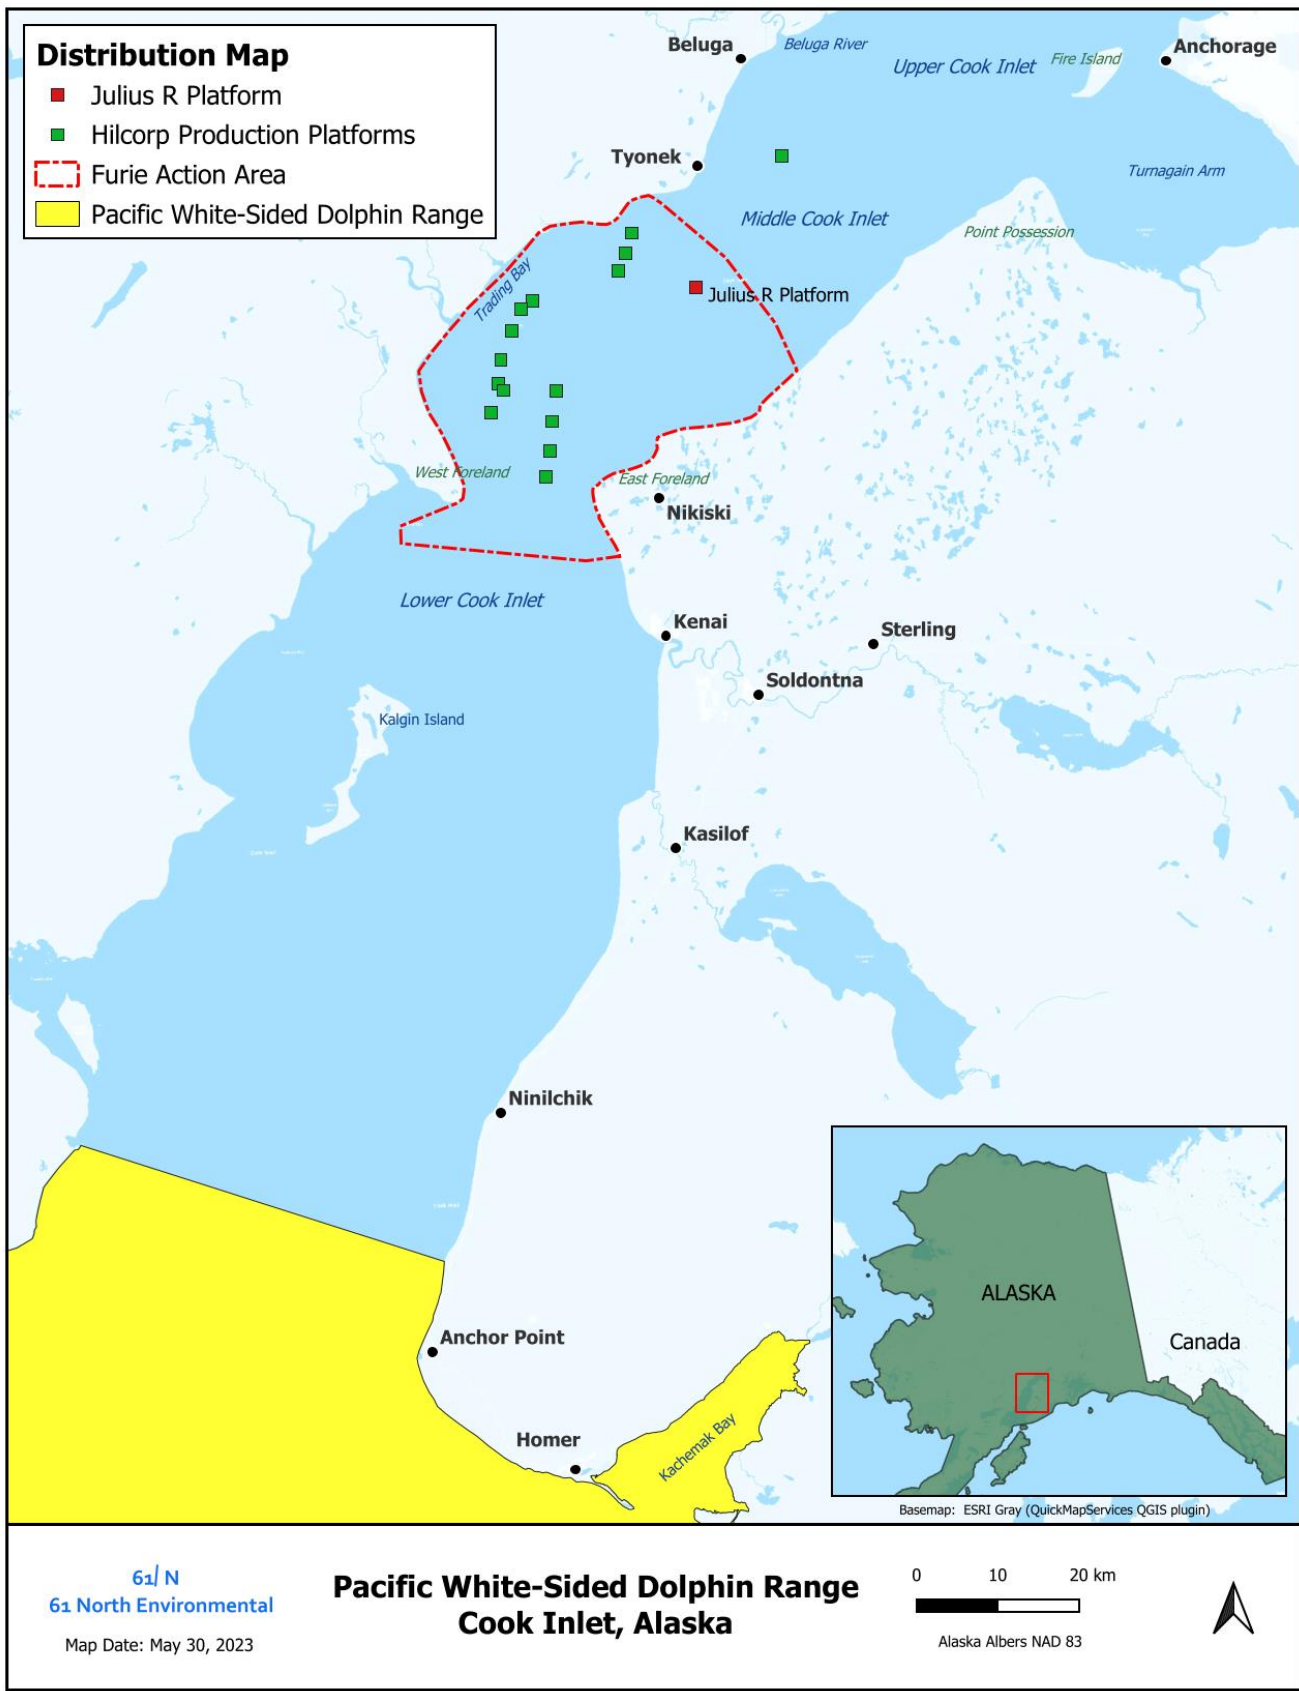 Distribution Map
Julius R Platform
Hilcorp Production Platforms
Furie Action Area
Pacific White-Sided Dolphin Range
Beluga
Beluga River
Upper Cook Inlet
Fire Island
Anchorage
Tyonek
Turnagain Arm
Middle Cook Inlet
Point Possession
Trading Bay
Julius R Platform
West Foreland
East Foreland
Nikiski
Lower Cook Inlet
Kenai
Sterling
Soldontna
Kalgin Island
Kasilof
Ninilchik
Anchor Point
Homer
Kachemak Bay
ALASKA
Canada
Basemap: ESRI Gray (QuickMapServices QGIS plugin)
61/ N
61 North Environmental
Map Date: May 30, 2023
Pacific White-Sided Dolphin Range
Cook Inlet, Alaska
0 10 20 km
Alaska Albers NAD 83